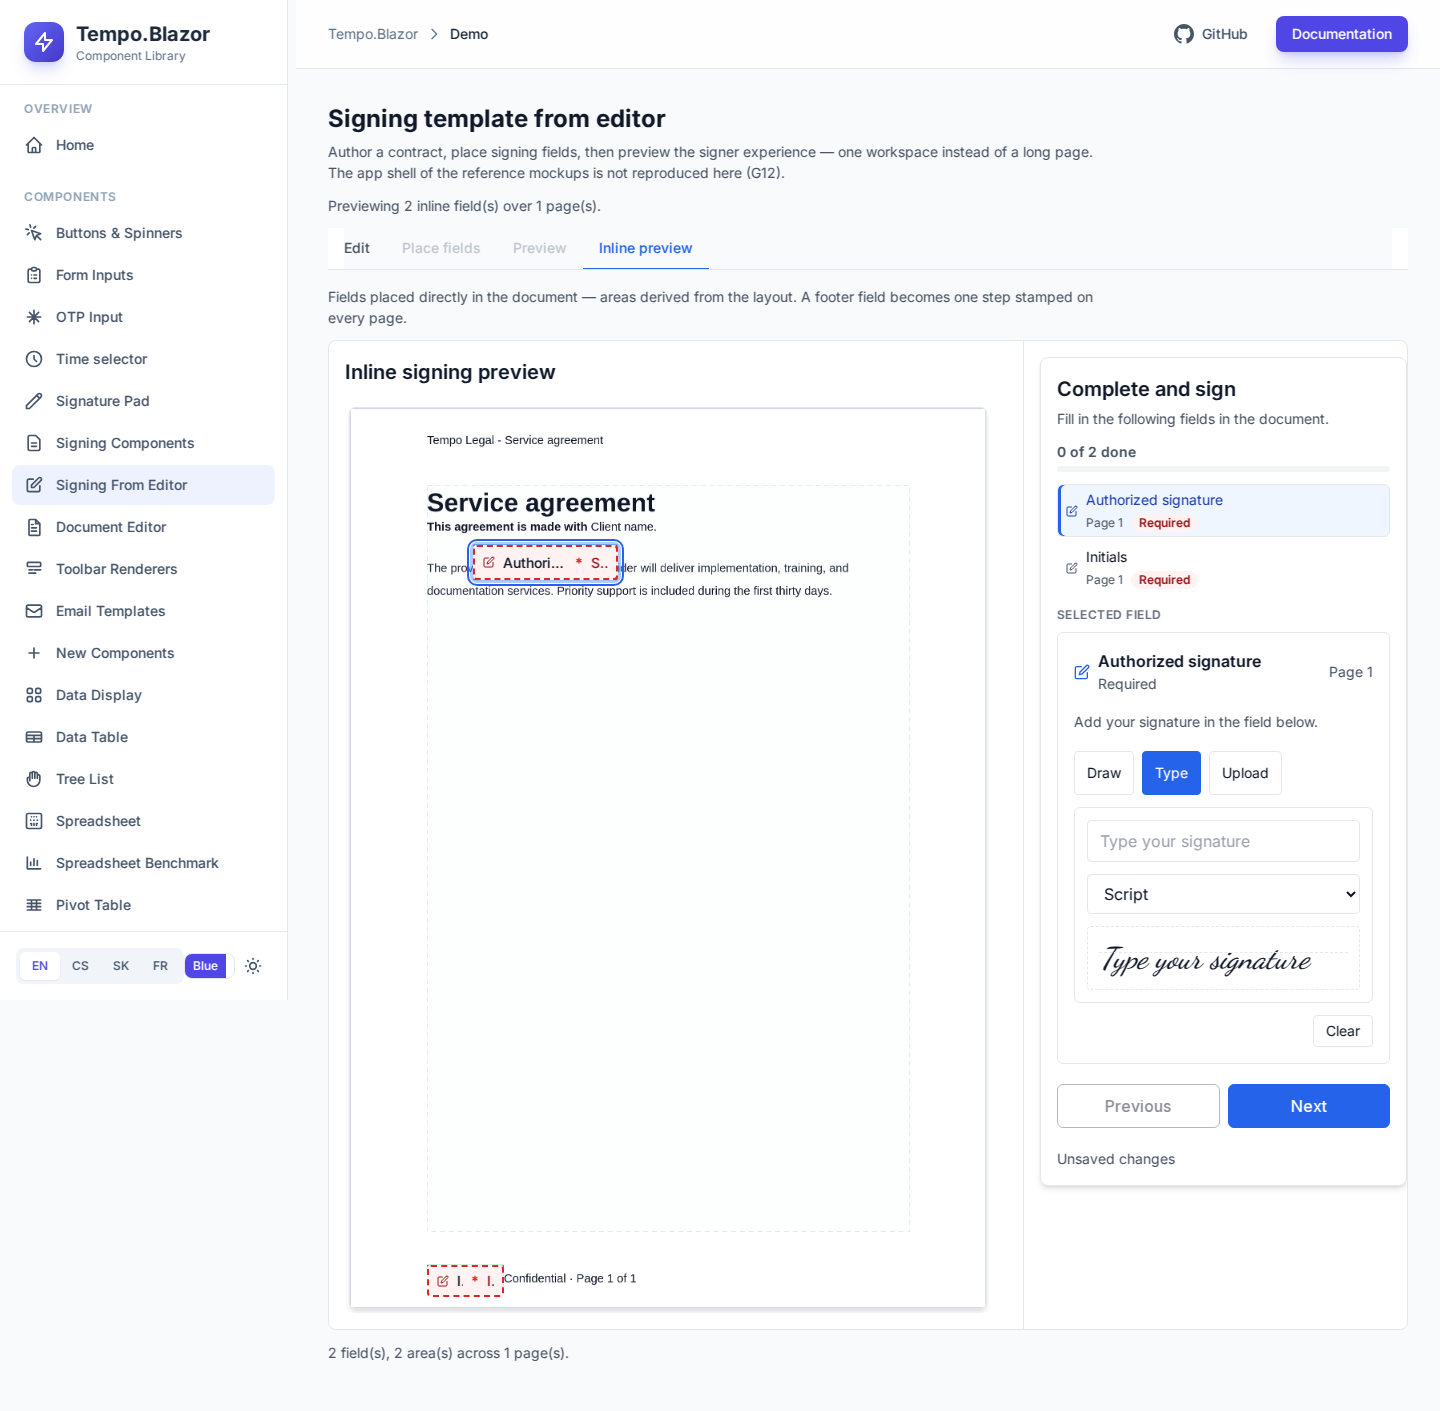 Tempo.Blazor
Component Library
OVERVIEW
Home
COMPONENTS
Buttons & Spinners
Form Inputs
OTP Input
Time selector
Signature Pad
Signing Components
Signing From Editor
Document Editor
Toolbar Renderers
Email Templates
New Components
Data Display
Data Table
Tree List
Spreadsheet
Spreadsheet Benchmark
Pivot Table
EN CS SK FR Blue
Tempo.Blazor > Demo
GitHub
Documentation
Signing template from editor
Author a contract, place signing fields, then preview the signer experience — one workspace instead of a long page.
The app shell of the reference mockups is not reproduced here (G12).
Previewing 2 inline field(s) over 1 page(s).
Edit Place fields Preview Inline preview
Fields placed directly in the document — areas derived from the layout. A footer field becomes one step stamped on
every page.
Inline signing preview
Tempo Legal - Service agreement
Service agreement
This agreement is made with Client name.
Authori... * S..
The prov der will deliver implementation, training, and
documentation services. Priority support is included during the first thirty days.
I. * I. Confidential · Page 1 of 1
Complete and sign
Fill in the following fields in the document.
0 of 2 done
Authorized signature
Page 1 Required
Initials
Page 1 Required
SELECTED FIELD
Authorized signature
Required
Page 1
Add your signature in the field below.
Draw Type Upload
Type your signature
Script
Type your signature
Clear
Previous Next
Unsaved changes
2 field(s), 2 area(s) across 1 page(s).